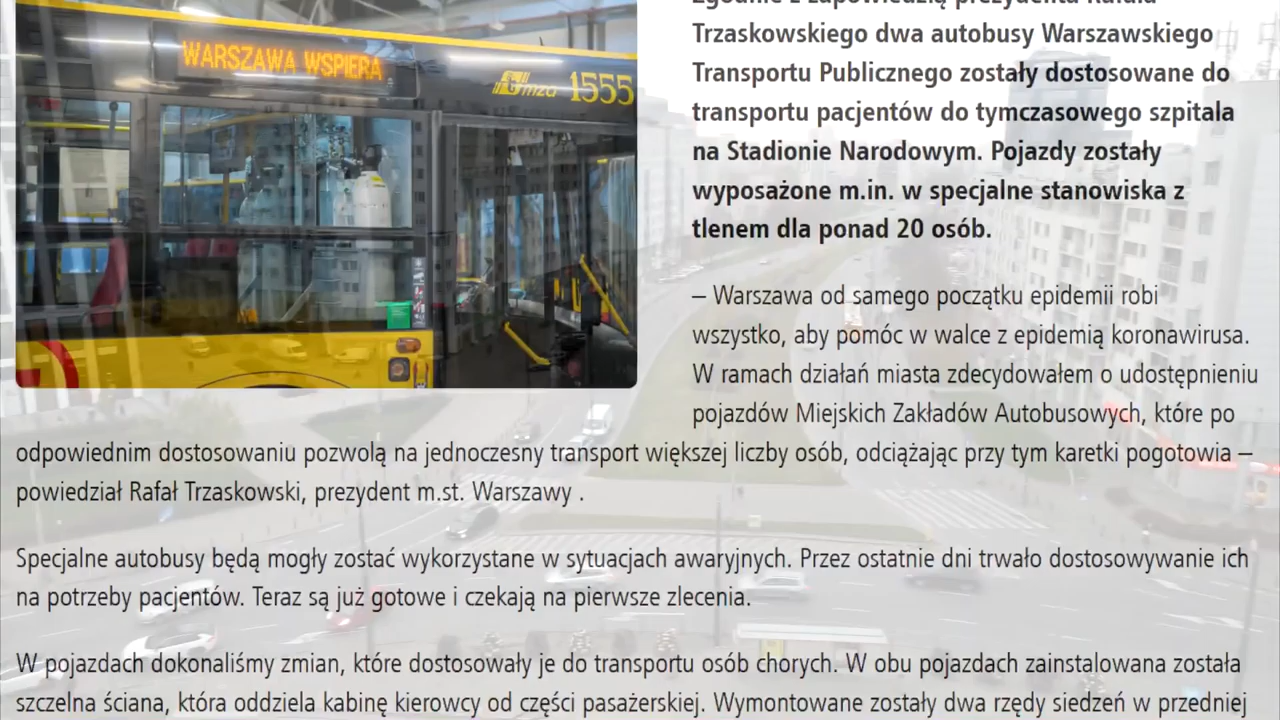 WARSZAWA WSPIERA
mza 1555
zgodnie z zapowiedzią prezydenta Rafała
Trzaskowskiego dwa autobusy Warszawskiego
Transportu Publicznego zostały dostosowane do
transportu pacjentów do tymczasowego szpitala
na Stadionie Narodowym. Pojazdy zostały
wyposażone m.in. w specjalne stanowiska z
tlenem dla ponad 20 osób.
– Warszawa od samego początku epidemii robi
wszystko, aby pomóc w walce z epidemią koronawirusa.
W ramach działań miasta zdecydowałem o udostępnieniu
pojazdów Miejskich Zakładów Autobusowych, które po
odpowiednim dostosowaniu pozwolą na jednoczesny transport większej liczby osób, odciążając przy tym karetki pogotowia –
powiedział Rafał Trzaskowski, prezydent m.st. Warszawy .
Specjalne autobusy będą mogły zostać wykorzystane w sytuacjach awaryjnych. Przez ostatnie dni trwało dostosowywanie ich
na potrzeby pacjentów. Teraz są już gotowe i czekają na pierwsze zlecenia.
W pojazdach dokonaliśmy zmian, które dostosowały je do transportu osób chorych. W obu pojazdach zainstalowana została
szczelna ściana, która oddziela kabinę kierowcy od części pasażerskiej. Wymontowane zostały dwa rzędy siedzeń w przedniej